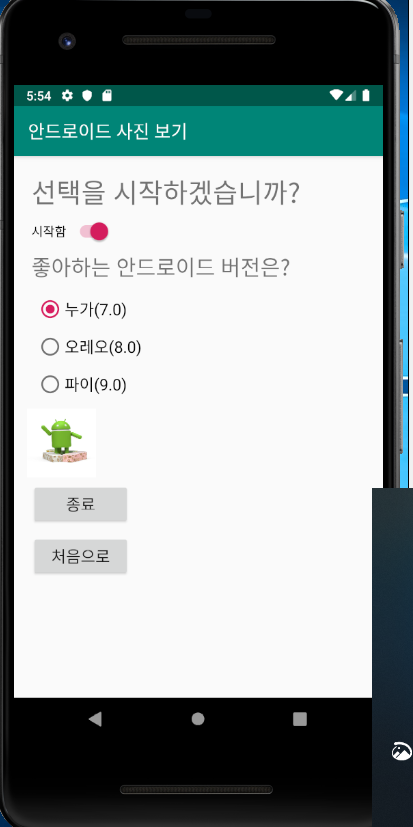 5:54
안드로이드 사진 보기
선택을 시작하겠습니까?
시작함
좋아하는 안드로이드 버전은?
누가(7.0)
오레오(8.0)
파이(9.0)
종료
처음으로